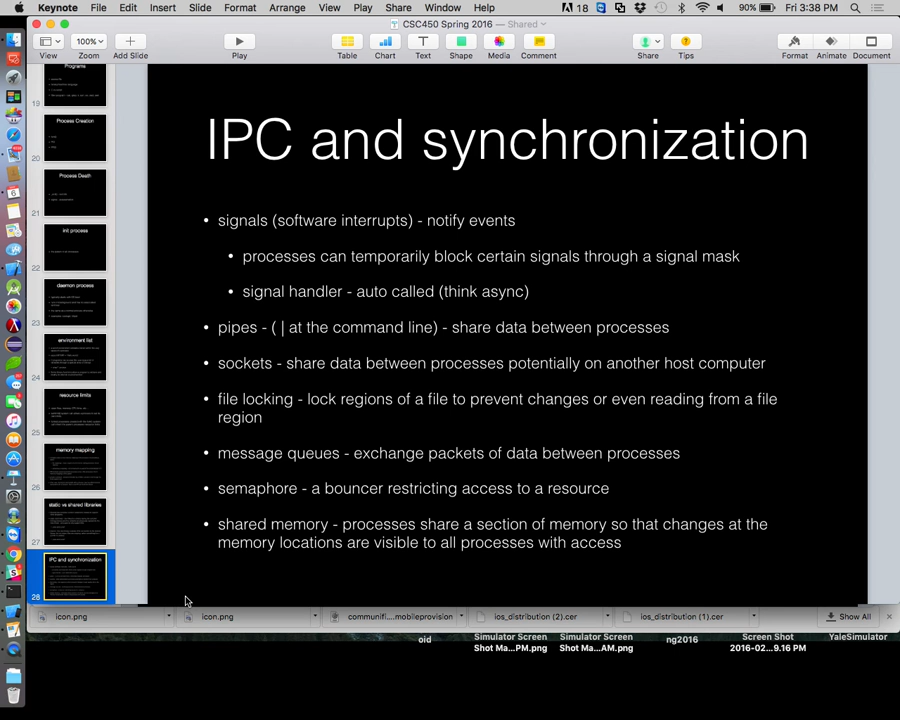 Keynote File Edit Insert Slide Format Arrange View Play Share Window Help 18 90% Fri 3:38 PM
CSC450 Spring 2016 — Shared
100%
View Zoom Add Slide Play Table Chart Text Shape Media Comment Share Tips Format Animate Document
Programs
19
Process Creation
20
Process Death
21
init process
22
daemon process
23
environment list
24
resource limits
25
memory mapping
26
static vs shared libraries
27
IPC and synchronization
28
IPC and synchronization
• signals (software interrupts) - notify events
• processes can temporarily block certain signals through a signal mask
• signal handler - auto called (think async)
• pipes - ( | at the command line) - share data between processes
• sockets - share data between processes potentially on another host computer
• file locking - lock regions of a file to prevent changes or even reading from a file
region
• message queues - exchange packets of data between processes
• semaphore - a bouncer restricting access to a resource
• shared memory - processes share a section of memory so that changes at the
memory locations are visible to all processes with access
icon.png icon.png communifi....mobileprovision ios_distribution (2).cer ios_distribution (1).cer Show All
oid Simulator Screen Simulator Screen ng2016 Screen Shot YaleSimulator
Shot Ma...PM.png Shot Ma...AM.png 2016-02...9.16 PM